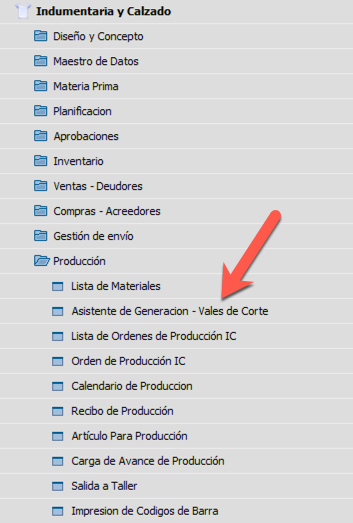 Indumentaria y Calzado
Diseño y Concepto
Maestro de Datos
Materia Prima
Planificacion
Aprobaciones
Inventario
Ventas - Deudores
Compras - Acreedores
Gestión de envío
Producción
Lista de Materiales
Asistente de Generacion - Vales de Corte
Lista de Ordenes de Producción IC
Orden de Producción IC
Calendario de Produccion
Recibo de Producción
Artículo Para Producción
Carga de Avance de Producción
Salida a Taller
Impresion de Codigos de Barra